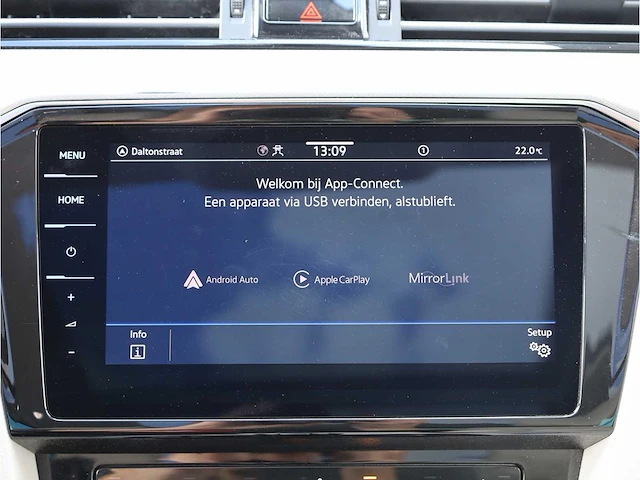 MENU
HOME
Daltonstraat
13:09
1
22.0°C
Welkom bij App-Connect.
Een apparaat via USB verbinden, alstublieft.
Android Auto
Apple CarPlay
MirrorLink
Info
i
Setup